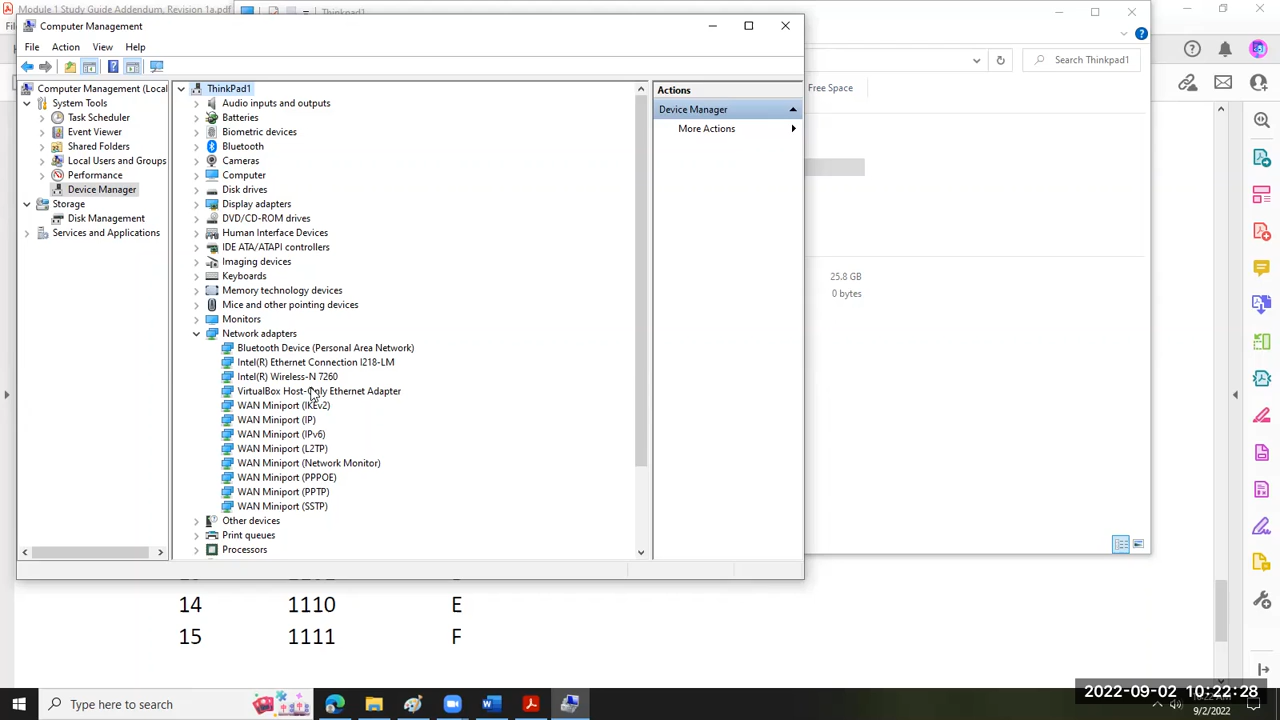 Module 1 Study Guide Addendum, Revision 1a.pdf
Thinkpad1
Computer Management
File Action View Help
Search Thinkpad1
Computer Management (Local
System Tools
Task Scheduler
Event Viewer
Shared Folders
Local Users and Groups
Performance
Device Manager
Storage
Disk Management
Services and Applications
ThinkPad1
Audio inputs and outputs
Batteries
Biometric devices
Bluetooth
Cameras
Computer
Disk drives
Display adapters
DVD/CD-ROM drives
Human Interface Devices
IDE ATA/ATAPI controllers
Imaging devices
Keyboards
Memory technology devices
Mice and other pointing devices
Monitors
Network adapters
Bluetooth Device (Personal Area Network)
Intel(R) Ethernet Connection I218-LM
Intel(R) Wireless-N 7260
VirtualBox Host-Only Ethernet Adapter
WAN Miniport (IKEv2)
WAN Miniport (IP)
WAN Miniport (IPv6)
WAN Miniport (L2TP)
WAN Miniport (Network Monitor)
WAN Miniport (PPPOE)
WAN Miniport (PPTP)
WAN Miniport (SSTP)
Other devices
Print queues
Processors
Actions
Device Manager
More Actions
Free Space
25.8 GB
0 bytes
14 1110 E
15 1111 F
Type here to search
2022-09-02 10:22:28
9/2/2022